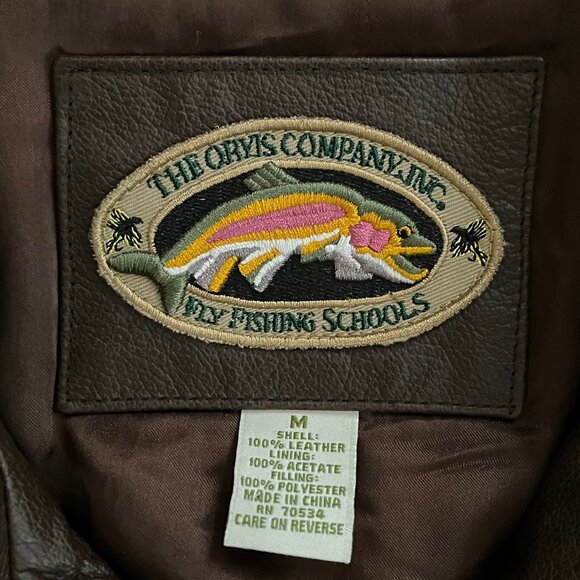 THE ORVIS COMPANY, INC.
FLY FISHING SCHOOLS
M
SHELL:
100% LEATHER
LINING:
100% ACETATE
FILLING:
100% POLYESTER
MADE IN CHINA
RN 70534
CARE ON REVERSE